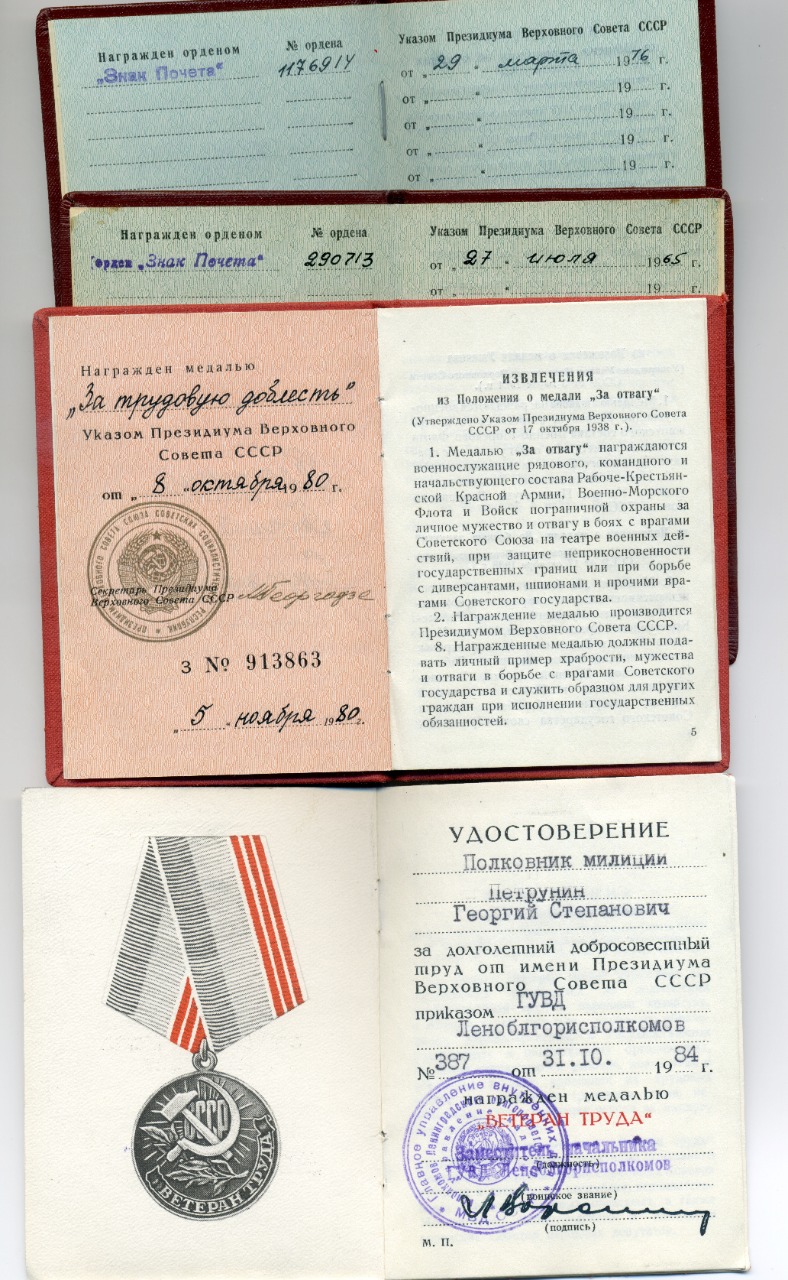 Награжден орденом
„Знак Почета“
№ ордена
1176914
Указом Президиума Верховного Совета СССР
от „ 29 “ марта 1976 г.
от „ “ 19 г.
от „ “ 19 г.
от „ “ 19 г.
от „ “ 19 г.
Награжден орденом
орден „Знак Почета“
№ ордена
290713
Указом Президиума Верховного Совета СССР
от „ 27 “ июля 1965 г.
от „ “ 19 г.
Награжден медалью
„За трудовую доблесть“
Указом Президиума Верховного
Совета СССР
от „ 8 “ октября 1980 г.
Секретарь Президиума
Верховного Совета СССР МГеоргадзе
З № 913863
„ 5 “ ноября 1980 г.
ИЗВЛЕЧЕНИЯ
из Положения о медали „За отвагу“
(Утверждено Указом Президиума Верховного Совета
СССР от 17 октября 1938 г.).
1. Медалью „За отвагу“ награждаются
военнослужащие рядового, командного и
начальствующего состава Рабоче-Крестьян-
ской Красной Армии, Военно-Морского
Флота и Войск пограничной охраны за
личное мужество и отвагу в боях с врагами
Советского Союза на театре военных дей-
ствий, при защите неприкосновенности
государственных границ или при борьбе
с диверсантами, шпионами и прочими вра-
гами Советского государства.
2. Награждение медалью производится
Президиумом Верховного Совета СССР.
8. Награжденные медалью должны пода-
вать личный пример храбрости, мужества
и отваги в борьбе с врагами Советского
государства и служить образцом для других
граждан при исполнении государственных
обязанностей.
5
СССР
ВЕТЕРАН ТРУДА
УДОСТОВЕРЕНИЕ
Полковник милиции
Петрунин
Георгий Степанович
за долголетний добросовестный
труд от имени Президиума
Верховного Совета СССР
приказом ГУВД
Леноблгорисполкомов
№ 387 от 31.10. 1984 г.
награжден медалью
„ВЕТЕРАН ТРУДА“
Заместитель начальника
(должность)
ГУВД Леноблгорисполкомов
(воинское звание)
(подпись)
М. П.